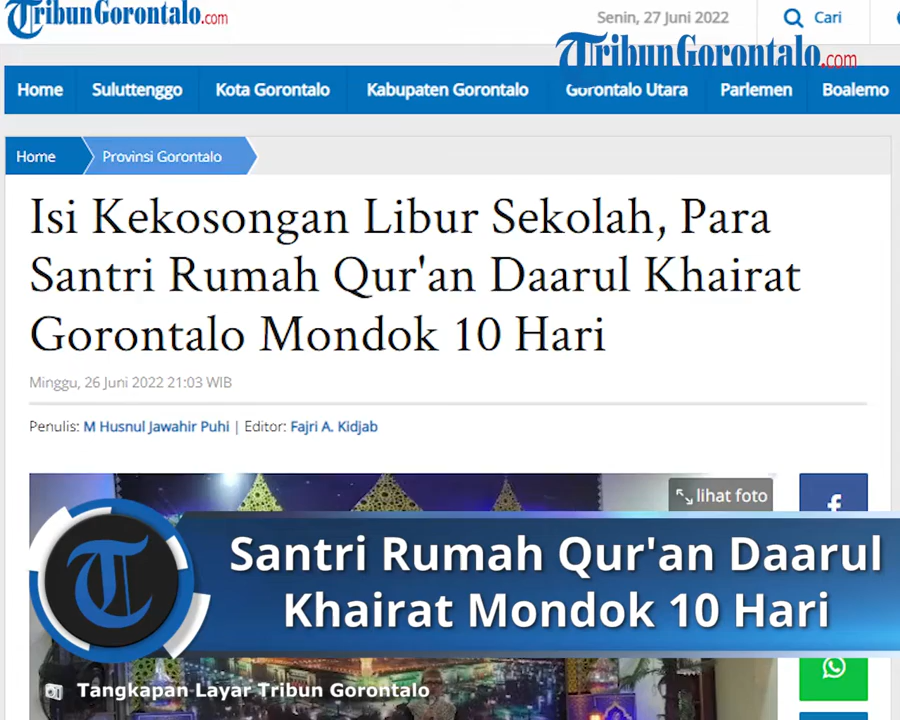 TribunGorontalo.com
Senin, 27 Juni 2022
Cari
TribunGorontalo.com
Home Suluttenggo Kota Gorontalo Kabupaten Gorontalo Gorontalo Utara Parlemen Boalemo
Home Provinsi Gorontalo
Isi Kekosongan Libur Sekolah, Para
Santri Rumah Qur'an Daarul Khairat
Gorontalo Mondok 10 Hari
Minggu, 26 Juni 2022 21:03 WIB
Penulis: M Husnul Jawahir Puhi | Editor: Fajri A. Kidjab
lihat foto
f
T
Santri Rumah Qur'an Daarul
Khairat Mondok 10 Hari
Tangkapan Layar Tribun Gorontalo